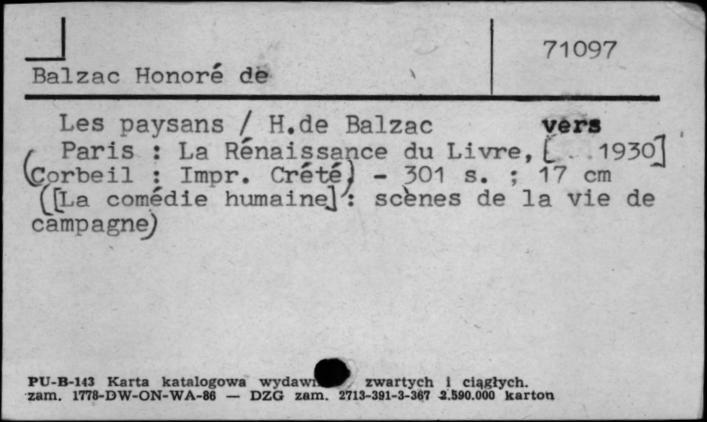 71097
Balzac Honoré de
Les paysans / H.de Balzac vers
Paris : La Rénaissance du Livre, [ . 1930]
(Corbeil : Impr. Crété) - 301 s. ; 17 cm
([La comédie humaine] : scènes de la vie de
campagne)
PU-B-143 Karta katalogowa zwartych i ciągłych.
zam. 1778-DW-ON-WA-86 — DZG zam. 2713-391-3-367 2.590.000 karton